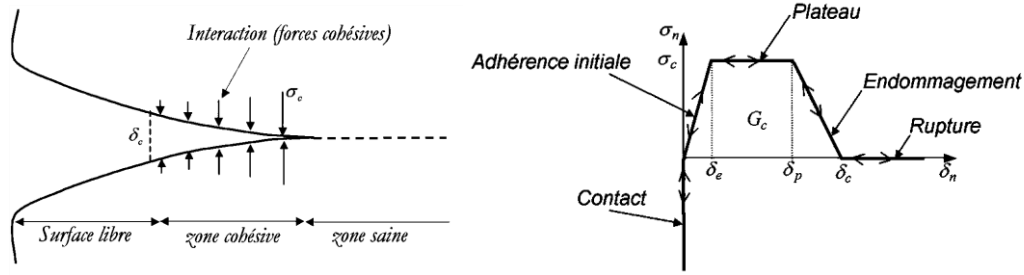 Interaction (forces cohésives)
σc
δc
Surface libre
zone cohésive
zone saine
σn
Plateau
σc
Adhérence initiale
Endommagement
Gc
Rupture
δe
δp
δc
δn
Contact